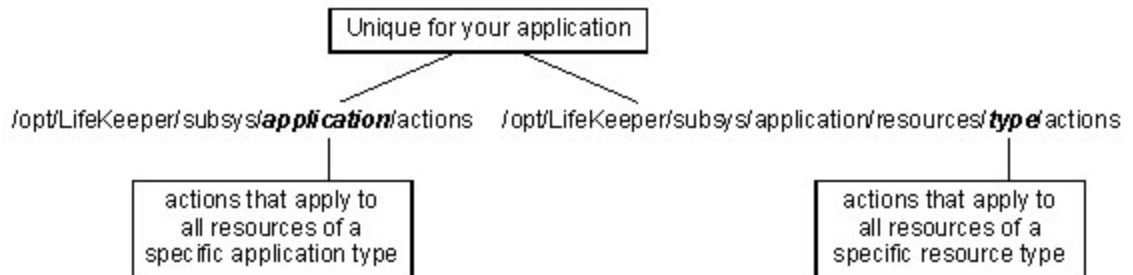 Unique for your application
/opt/LifeKeeper/subsys/application/actions /opt/LifeKeeper/subsys/application/resources/type/actions
actions that apply to
all resources of a
specific application type
actions that apply to
all resources of a
specific resource type